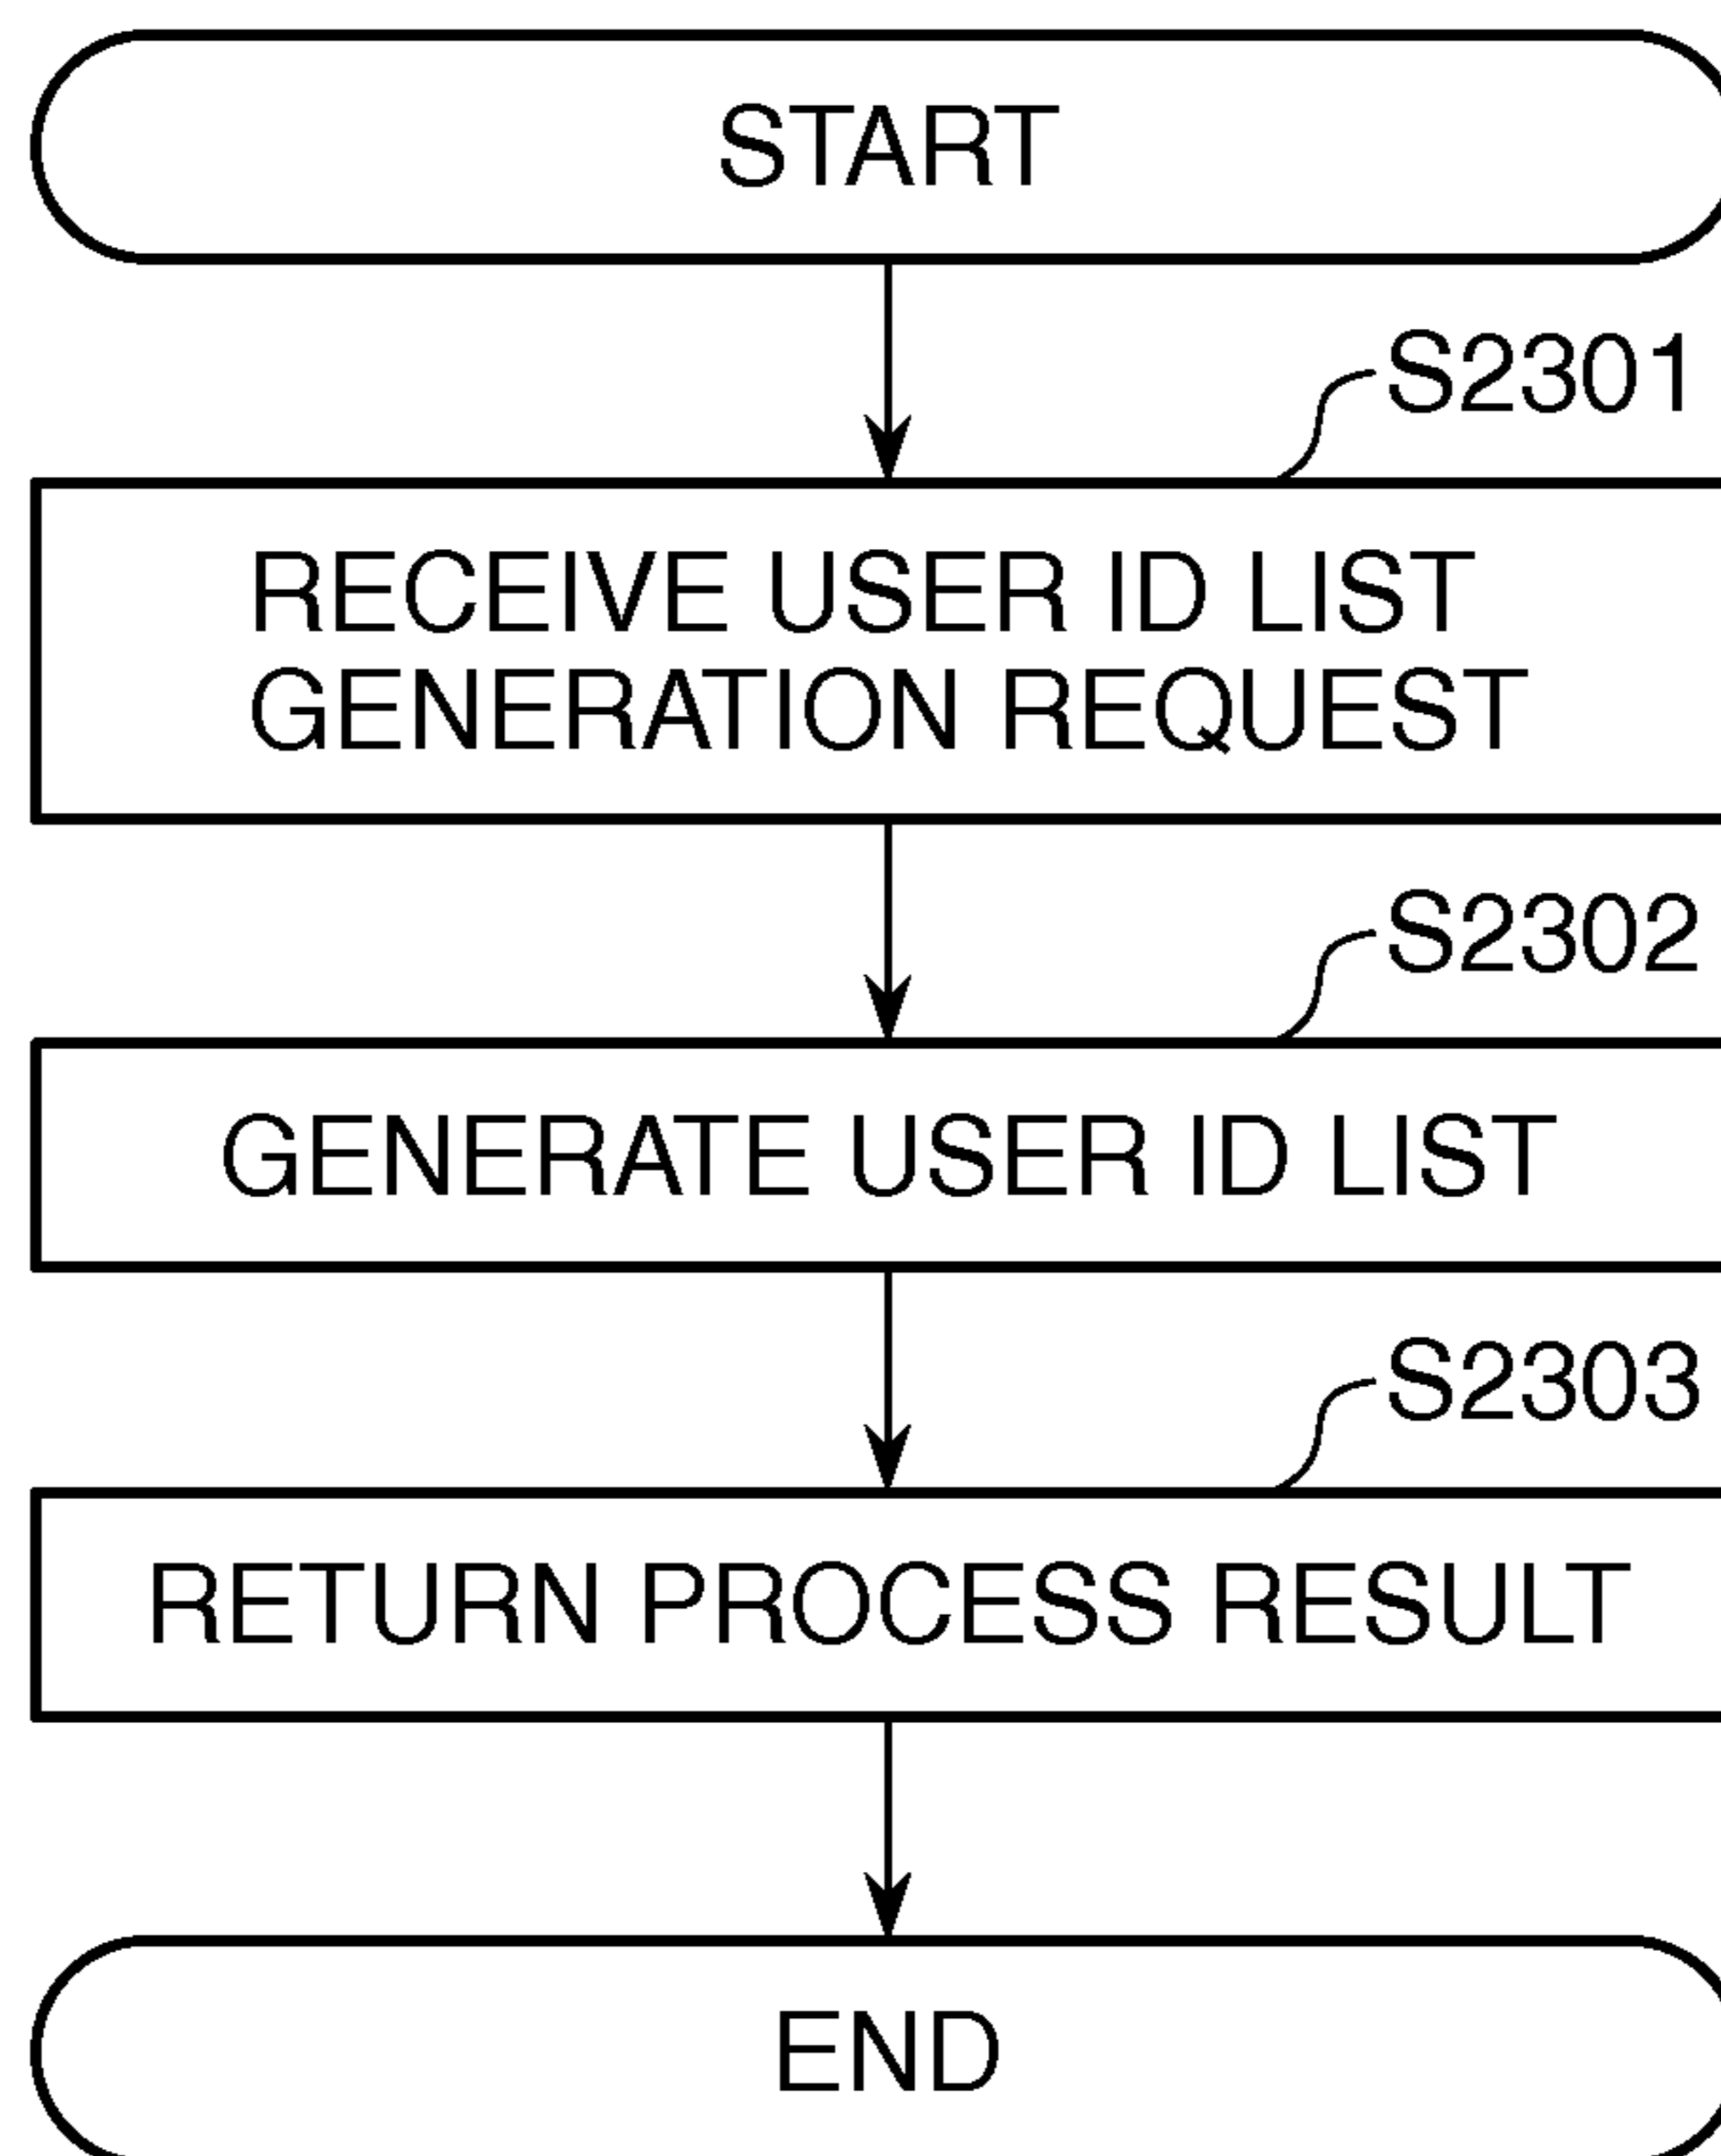 START
S2301
RECEIVE USER ID LIST
GENERATION REQUEST
S2302
GENERATE USER ID LIST
S2303
RETURN PROCESS RESULT
END